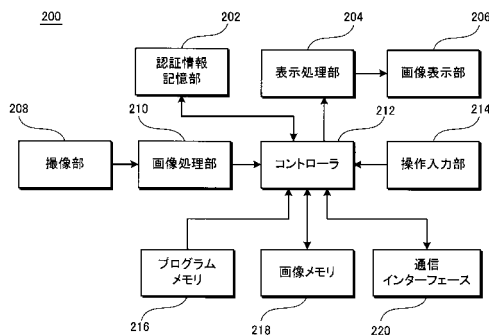 200
202
204
206
認証情報
記憶部
表示処理部
画像表示部
208
210
212
214
撮像部
画像処理部
コントローラ
操作入力部
プログラム
メモリ
画像メモリ
通信
インターフェース
216
218
220